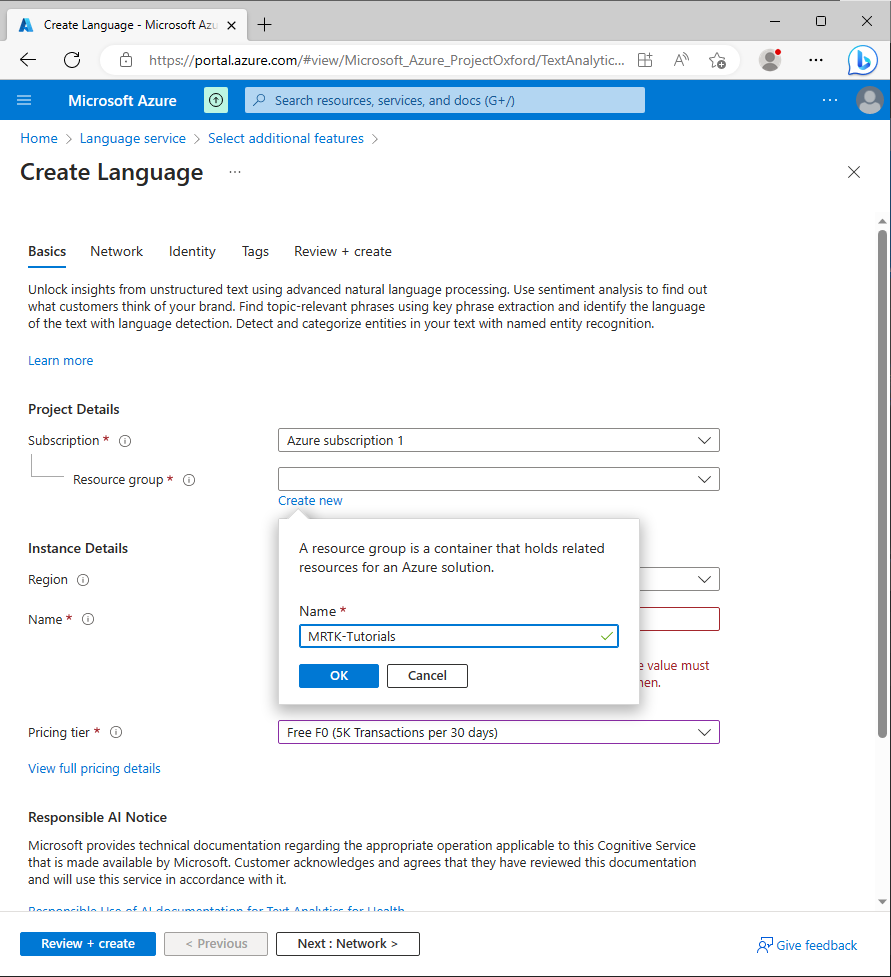 Create Language - Microsoft Azu
https://portal.azure.com/#view/Microsoft_Azure_ProjectOxford/TextAnalytic...
Microsoft Azure
Search resources, services, and docs (G+/)
Home > Language service > Select additional features >
Create Language ...
Basics Network Identity Tags Review + create
Unlock insights from unstructured text using advanced natural language processing. Use sentiment analysis to find out
what customers think of your brand. Find topic-relevant phrases using key phrase extraction and identify the language
of the text with language detection. Detect and categorize entities in your text with named entity recognition.
Learn more
Project Details
Subscription *
Azure subscription 1
Resource group *
Create new
A resource group is a container that holds related
resources for an Azure solution.
Name *
MRTK-Tutorials
OK Cancel
Instance Details
Region
Name *
e value must
hen.
Pricing tier *
Free F0 (5K Transactions per 30 days)
View full pricing details
Responsible AI Notice
Microsoft provides technical documentation regarding the appropriate operation applicable to this Cognitive Service
that is made available by Microsoft. Customer acknowledges and agrees that they have reviewed this documentation
and will use this service in accordance with it.
Responsible Use of AI documentation for Text Analytics for Health
Review + create < Previous Next : Network > Give feedback